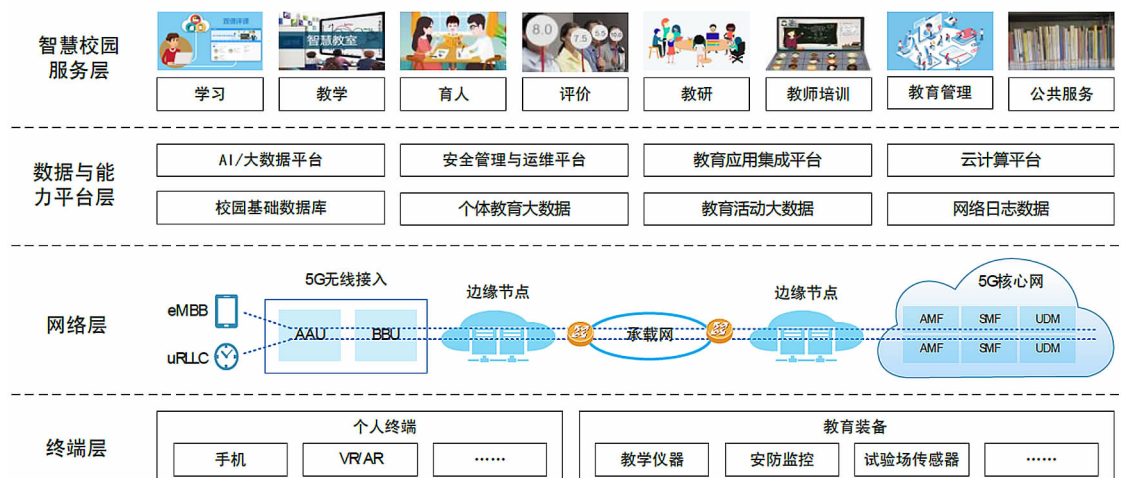 智慧校园
服务层
微课评课
智慧教室
8.0
7.5
5.5
10.0
学习
教学
育人
评价
教研
教师培训
教育管理
公共服务
数据与能
力平台层
AI/大数据平台
安全管理与运维平台
教育应用集成平台
云计算平台
校园基础数据库
个体教育大数据
教育活动大数据
网络日志数据
网络层
5G无线接入
边缘节点
边缘节点
5G核心网
eMBB
uRLLC
AAU
BBU
承载网
AMF
SMF
UDM
AMF
SMF
UDM
终端层
个人终端
教育装备
手机
VR/AR
……
教学仪器
安防监控
试验场传感器
……